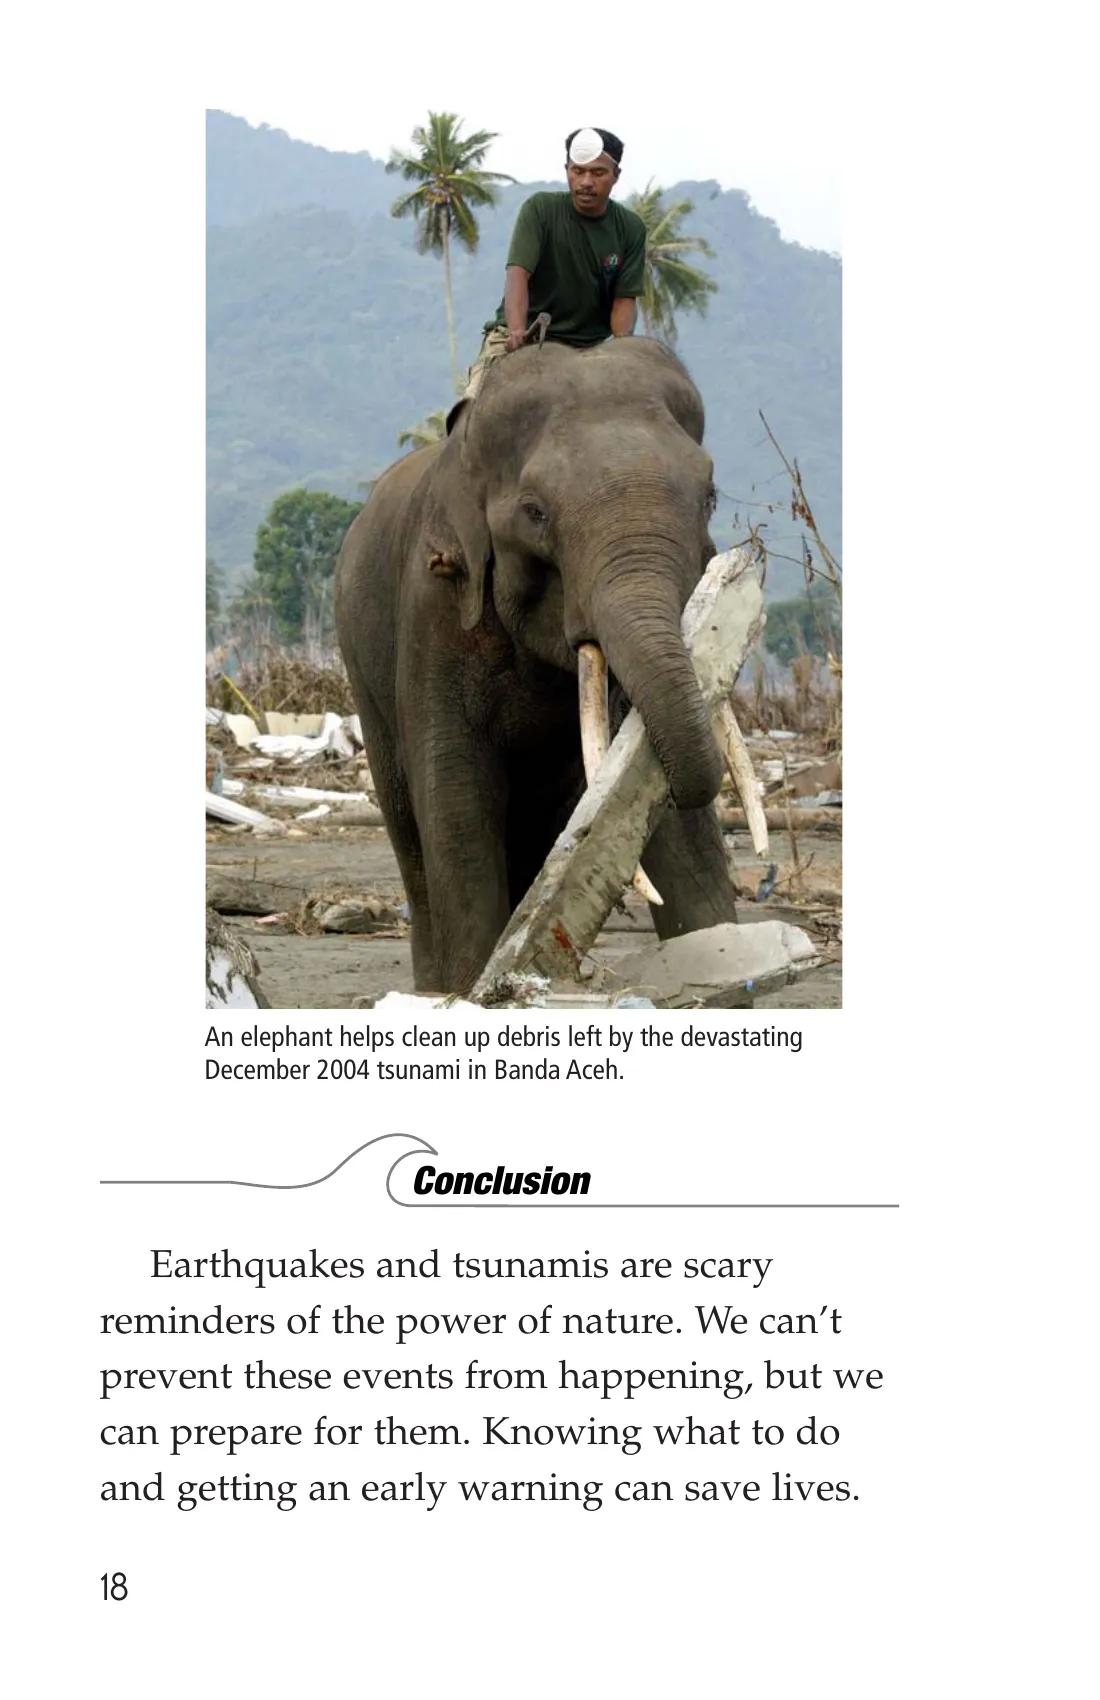 An elephant helps clean up debris left by the devastating
December 2004 tsunami in Banda Aceh.
Conclusion
Earthquakes and tsunamis are scary
reminders of the power of nature. We can’t
prevent these events from happening, but we
can prepare for them. Knowing what to do
and getting an early warning can save lives.
18